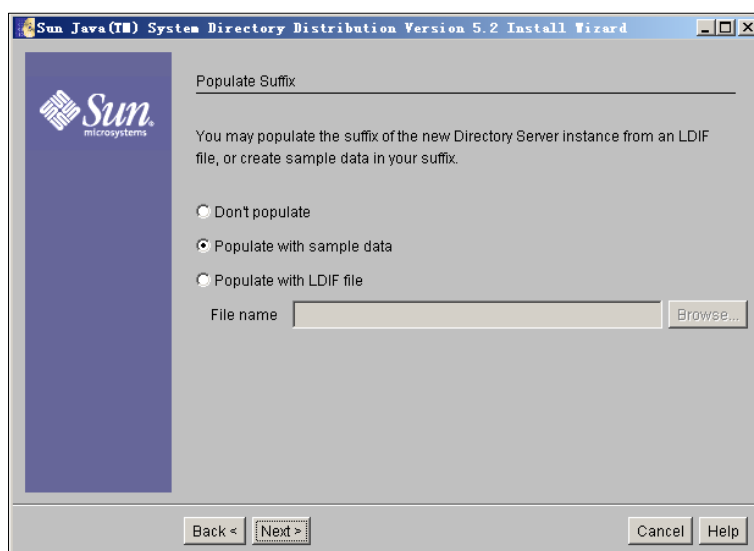 Sun Java(TM) System Directory Distribution Version 5.2 Install Wizard
Sun
microsystems
Populate Suffix
You may populate the suffix of the new Directory Server instance from an LDIF
file, or create sample data in your suffix.
Don't populate
Populate with sample data
Populate with LDIF file
File name
Browse...
Back <
Next >
Cancel
Help